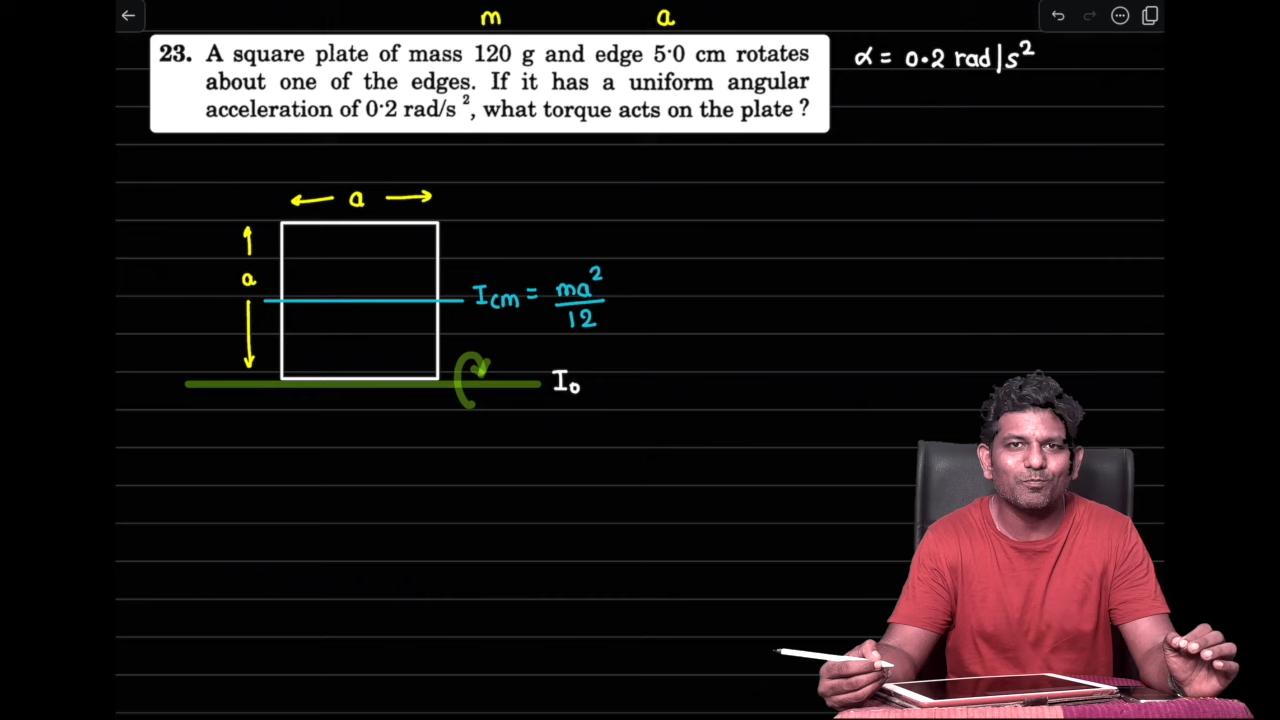 m a
23. A square plate of mass 120 g and edge 5·0 cm rotates
about one of the edges. If it has a uniform angular
acceleration of 0·2 rad/s ², what torque acts on the plate ?
α = 0.2 rad/s²
a
a
I_cm = ma²/12
I₀